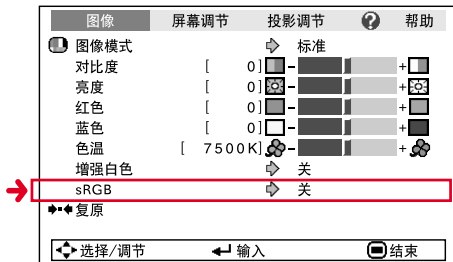 图像 屏幕调节 投影调节 ? 帮助
图像模式 标准
对比度 [ 0] - +
亮度 [ 0] - +
红色 [ 0] - +
蓝色 [ 0] - +
色温 [ 7500K] - +
增强白色 关
sRGB 关
复原
选择/调节 输入 结束